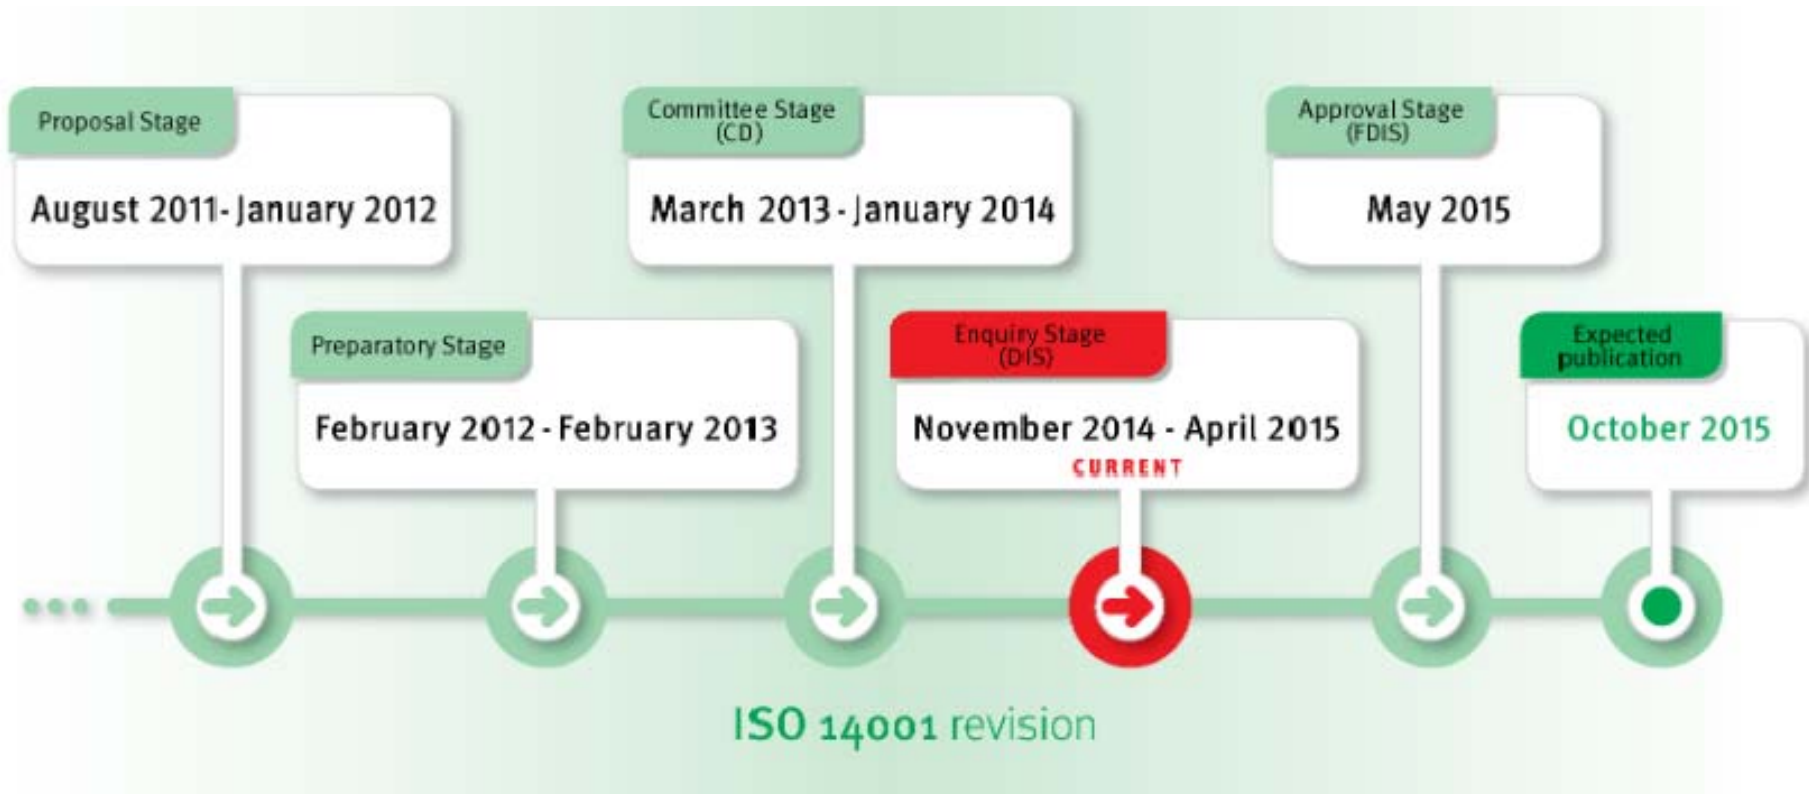 Proposal Stage
August 2011-January 2012
Preparatory Stage
February 2012-February 2013
Committee Stage
(CD)
March 2013-January 2014
Enquiry Stage
(DIS)
November 2014 - April 2015
CURRENT
Approval Stage
(FDIS)
May 2015
Expected
publication
October 2015
ISO 14001 revision